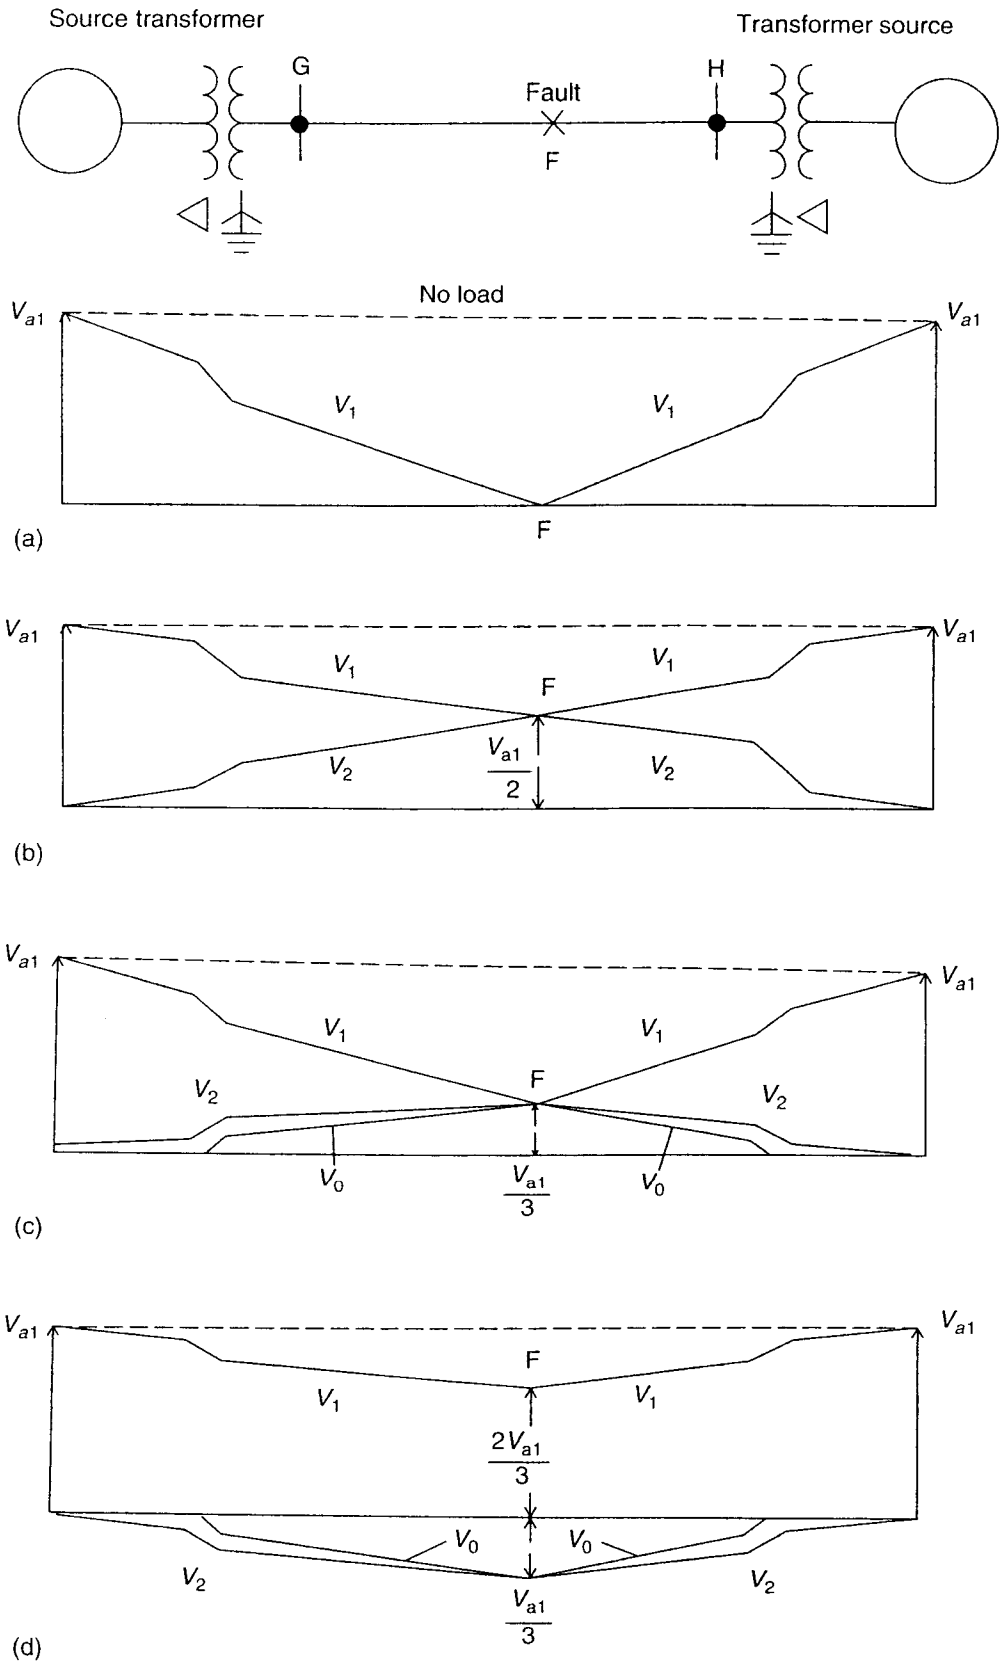 Source transformer
Transformer source
G
H
Fault
F
No load
Va1
Va1
V1
V1
F
(a)
Va1
Va1
V1
V1
F
Va1
2
V2
V2
(b)
Va1
Va1
V1
V1
F
V2
V2
V0
Va1
3
V0
(c)
Va1
Va1
F
V1
V1
2Va1
3
V0
V0
V2
V2
Va1
3
(d)